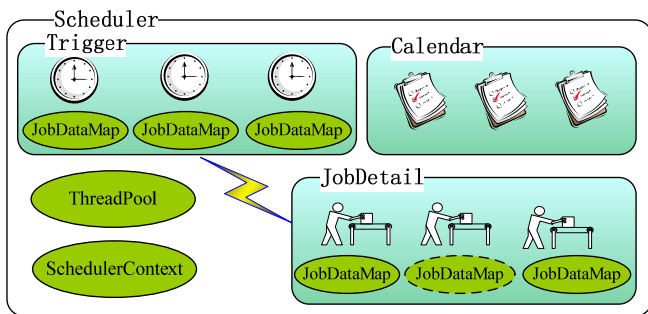 Scheduler
Trigger
Calendar
JobDataMap JobDataMap JobDataMap
ThreadPool
JobDetail
SchedulerContext
JobDataMap JobDataMap JobDataMap